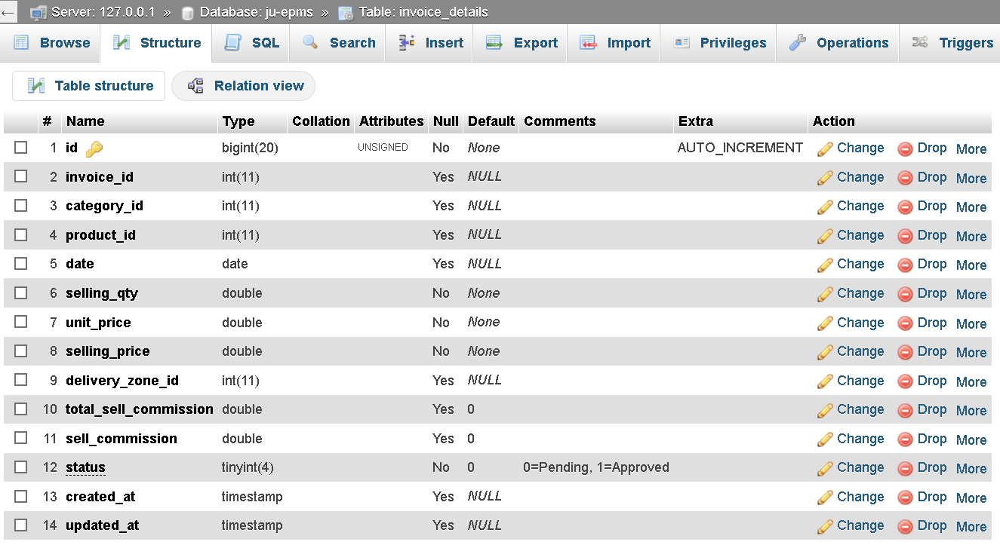 ← Server: 127.0.0.1 » Database: ju-epms » Table: invoice_details
Browse Structure SQL Search Insert Export Import Privileges Operations Triggers
Table structure Relation view
# Name Type Collation Attributes Null Default Comments Extra Action
1 id bigint(20) UNSIGNED No None AUTO_INCREMENT Change Drop More
2 invoice_id int(11) Yes NULL Change Drop More
3 category_id int(11) Yes NULL Change Drop More
4 product_id int(11) Yes NULL Change Drop More
5 date date Yes NULL Change Drop More
6 selling_qty double No None Change Drop More
7 unit_price double No None Change Drop More
8 selling_price double No None Change Drop More
9 delivery_zone_id int(11) Yes NULL Change Drop More
10 total_sell_commission double Yes 0 Change Drop More
11 sell_commission double Yes 0 Change Drop More
12 status tinyint(4) No 0 0=Pending, 1=Approved Change Drop More
13 created_at timestamp Yes NULL Change Drop More
14 updated_at timestamp Yes NULL Change Drop More